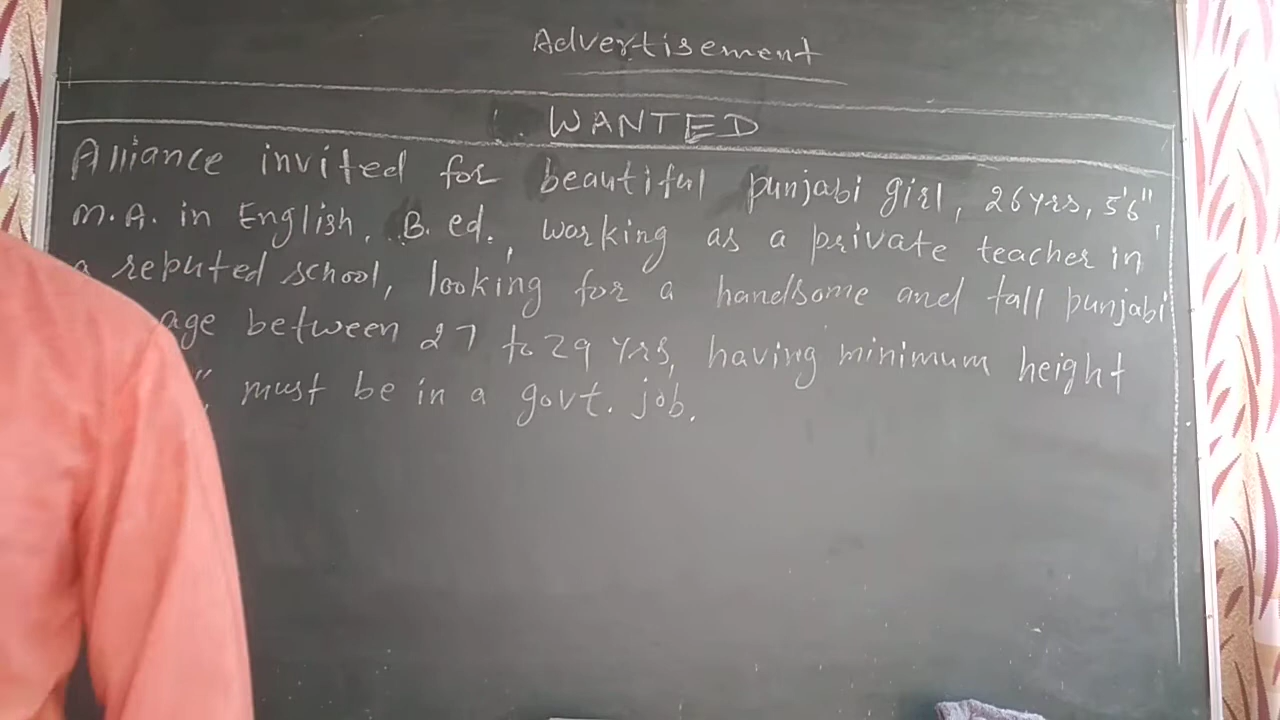 Advertisement
WANTED
Alliance invited for beautiful punjabi girl, 26 yrs, 5'6"
M.A. in English, B. ed., working as a private teacher in
a reputed school, looking for a handsome and tall punjabi
age between 27 to 29 yrs, having minimum height
", must be in a govt. job.